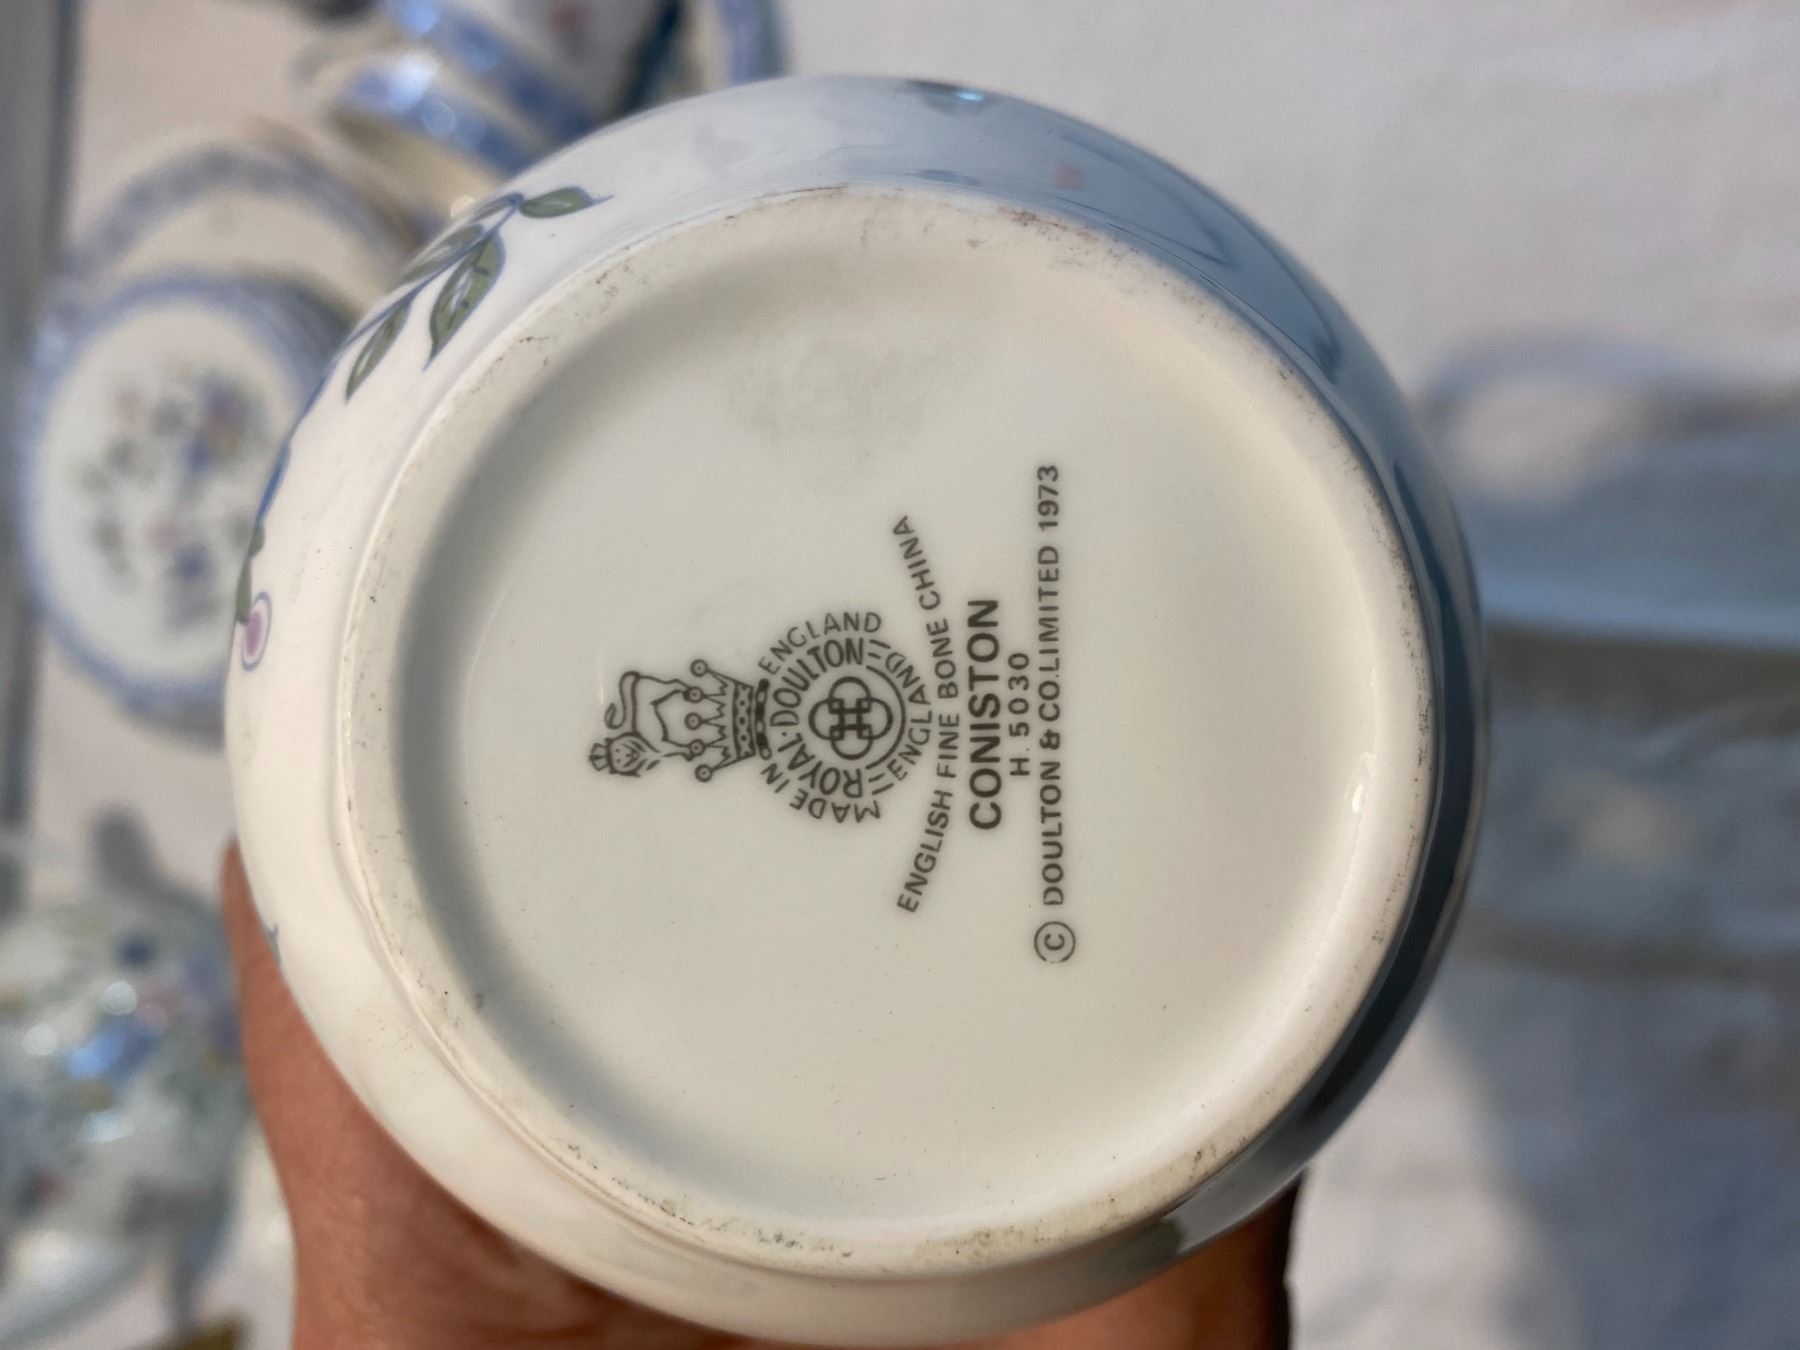 MADE IN ENGLAND
ROYAL·DOULTON
ENGLAND
ENGLISH FINE BONE CHINA
CONISTON
H.5030
© DOULTON & CO.LIMITED 1973